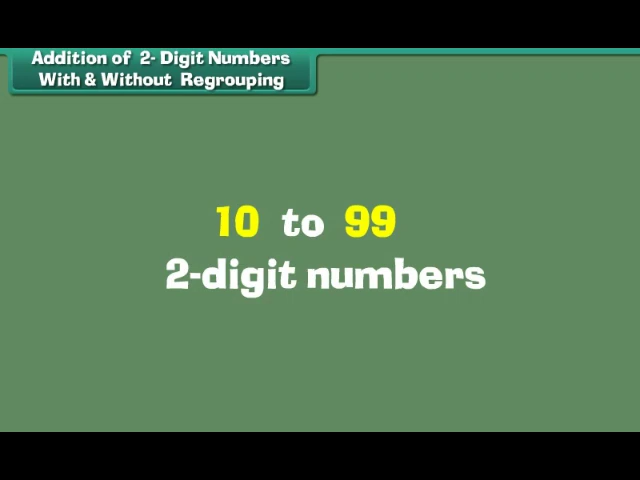 Addition of 2- Digit Numbers
With & Without Regrouping
10 to 99
2-digit numbers